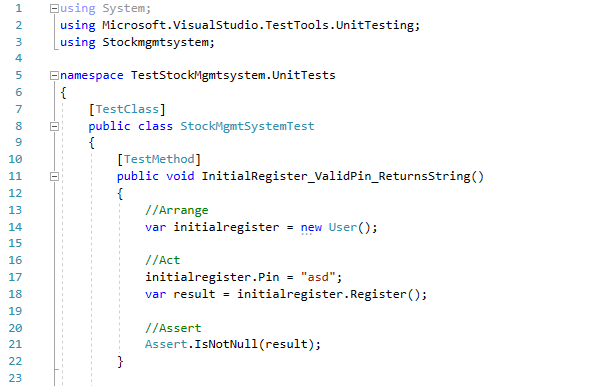 1 using System;
2 using Microsoft.VisualStudio.TestTools.UnitTesting;
3 using Stockmgmtsystem;
4
5 namespace TestStockMgmtsystem.UnitTests
6 {
7 [TestClass]
8 public class StockMgmtSystemTest
9 {
10 [TestMethod]
11 public void InitialRegister_ValidPin_ReturnsString()
12 {
13 //Arrange
14 var initialregister = new User();
15
16 //Act
17 initialregister.Pin = "asd";
18 var result = initialregister.Register();
19
20 //Assert
21 Assert.IsNotNull(result);
22 }
23